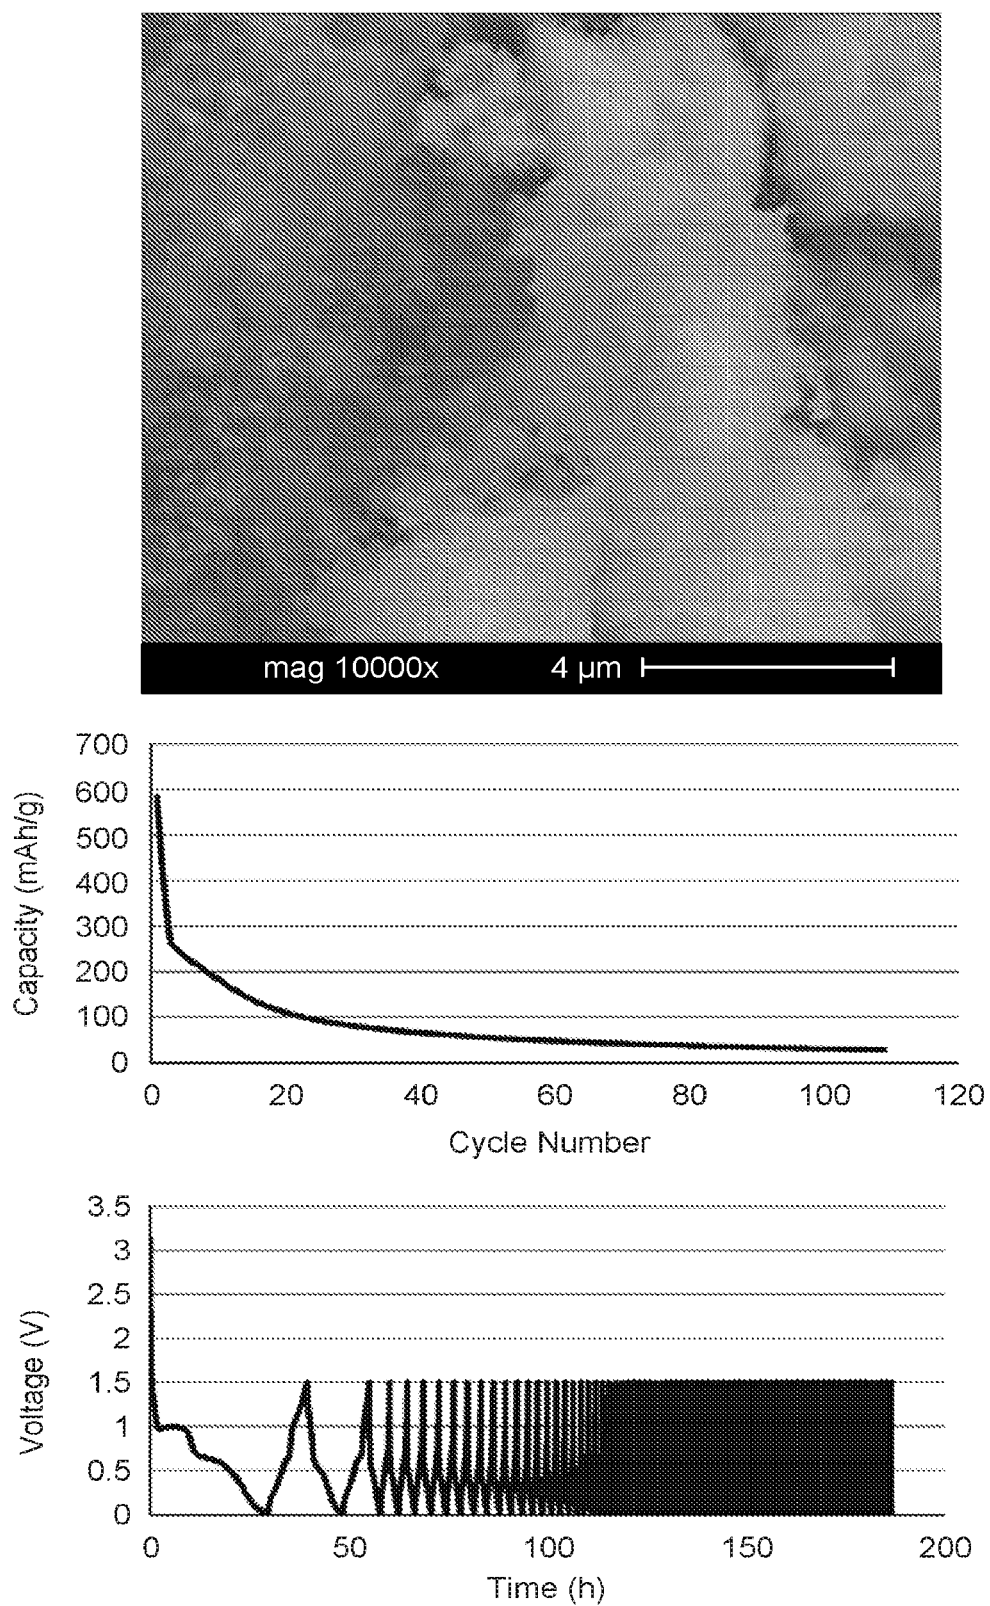 mag 10000x 4 μm
700
600
500
400
300
200
100
0
0 20 40 60 80 100 120
Capacity (mAh/g)
Cycle Number
3.5
3
2.5
2
1.5
1
0.5
0
0 50 100 150 200
Voltage (V)
Time (h)